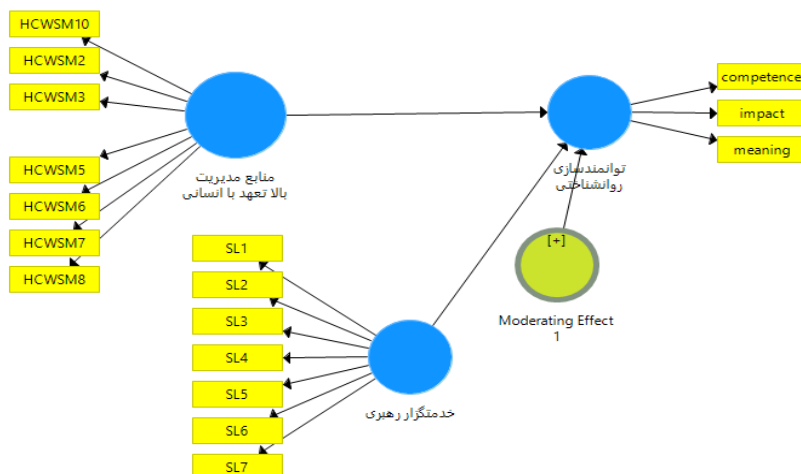 HCWSM10
HCWSM2
HCWSM3
HCWSM5
HCWSM6
HCWSM7
HCWSM8
منابع مدیریت
بالا تعهد با انسانی
SL1
SL2
SL3
SL4
SL5
SL6
SL7
خدمتگزار رهبری
توانمندسازی
روانشناختی
competence
impact
meaning
[+]
Moderating Effect
1